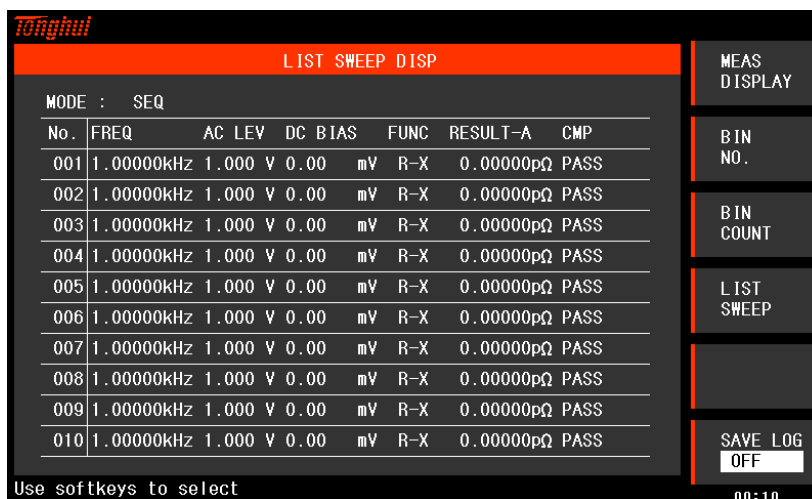 Tonghui
LIST SWEEP DISP
MODE : SEQ
No. FREQ AC LEV DC BIAS FUNC RESULT-A CMP
001 1.00000kHz 1.000 V 0.00 mV R-X 0.00000pΩ PASS
002 1.00000kHz 1.000 V 0.00 mV R-X 0.00000pΩ PASS
003 1.00000kHz 1.000 V 0.00 mV R-X 0.00000pΩ PASS
004 1.00000kHz 1.000 V 0.00 mV R-X 0.00000pΩ PASS
005 1.00000kHz 1.000 V 0.00 mV R-X 0.00000pΩ PASS
006 1.00000kHz 1.000 V 0.00 mV R-X 0.00000pΩ PASS
007 1.00000kHz 1.000 V 0.00 mV R-X 0.00000pΩ PASS
008 1.00000kHz 1.000 V 0.00 mV R-X 0.00000pΩ PASS
009 1.00000kHz 1.000 V 0.00 mV R-X 0.00000pΩ PASS
010 1.00000kHz 1.000 V 0.00 mV R-X 0.00000pΩ PASS
Use softkeys to select
MEAS
DISPLAY
BIN
NO.
BIN
COUNT
LIST
SWEEP
SAVE LOG
OFF